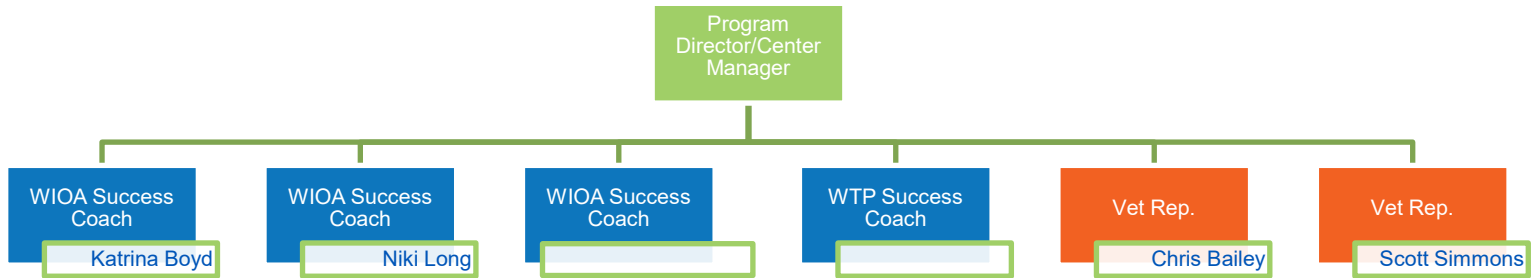 Program
Director/Center
Manager
WIOA Success
Coach
Katrina Boyd
WIOA Success
Coach
Niki Long
WIOA Success
Coach
WTP Success
Coach
Vet Rep.
Chris Bailey
Vet Rep.
Scott Simmons